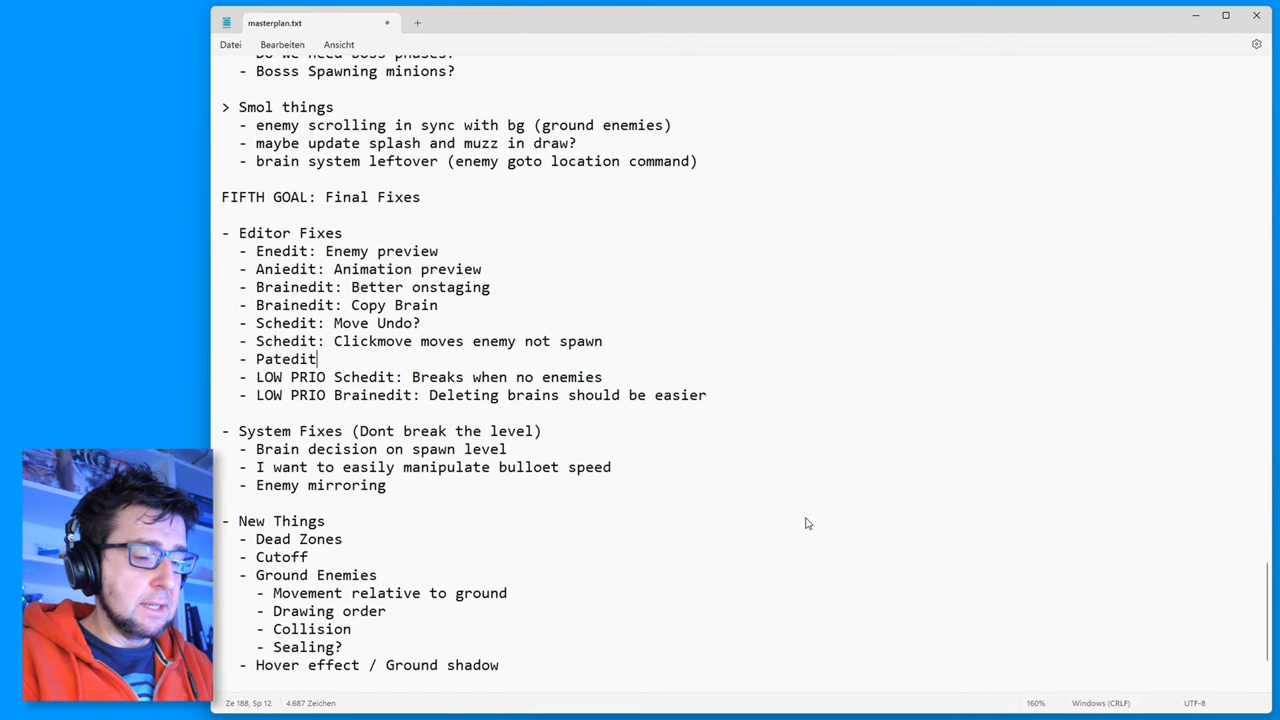 masterplan.txt
Datei Bearbeiten Ansicht
- Do we need boss phases?
- Bosss Spawning minions?
> Smol things
- enemy scrolling in sync with bg (ground enemies)
- maybe update splash and muzz in draw?
- brain system leftover (enemy goto location command)
FIFTH GOAL: Final Fixes
- Editor Fixes
- Enedit: Enemy preview
- Aniedit: Animation preview
- Brainedit: Better onstaging
- Brainedit: Copy Brain
- Schedit: Move Undo?
- Schedit: Clickmove moves enemy not spawn
- Patedit
- LOW PRIO Schedit: Breaks when no enemies
- LOW PRIO Brainedit: Deleting brains should be easier
- System Fixes (Dont break the level)
- Brain decision on spawn level
- I want to easily manipulate bulloet speed
- Enemy mirroring
- New Things
- Dead Zones
- Cutoff
- Ground Enemies
- Movement relative to ground
- Drawing order
- Collision
- Sealing?
- Hover effect / Ground shadow
Ze 188, Sp 12 4.687 Zeichen 160% Windows (CRLF) UTF-8